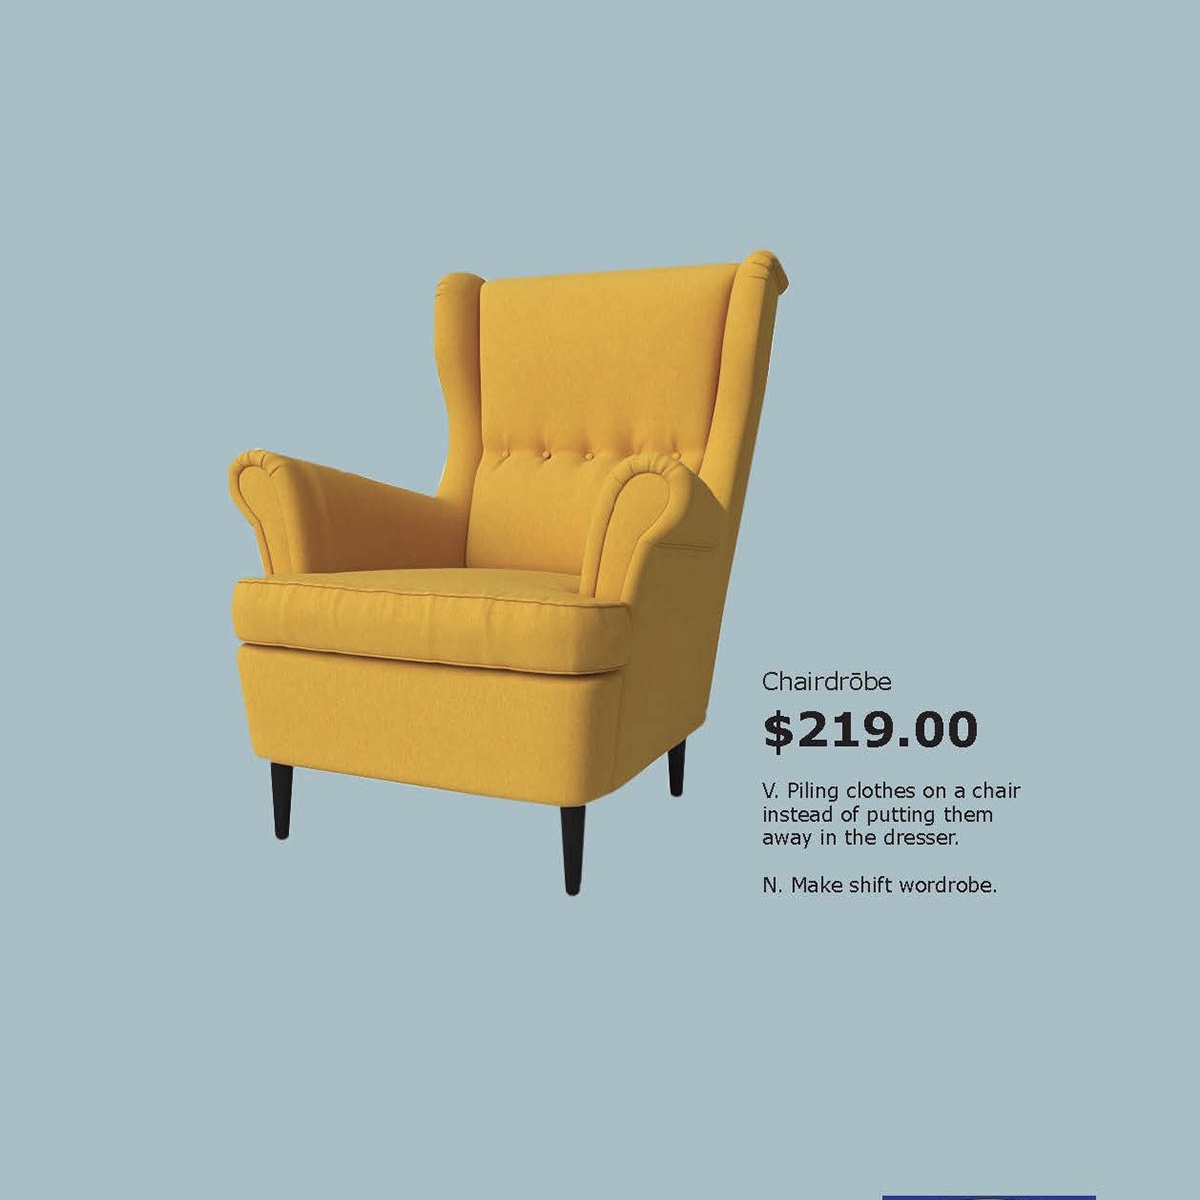 Chairdrōbe
$219.00
V. Piling clothes on a chair
instead of putting them
away in the dresser.
N. Make shift wordrobe.